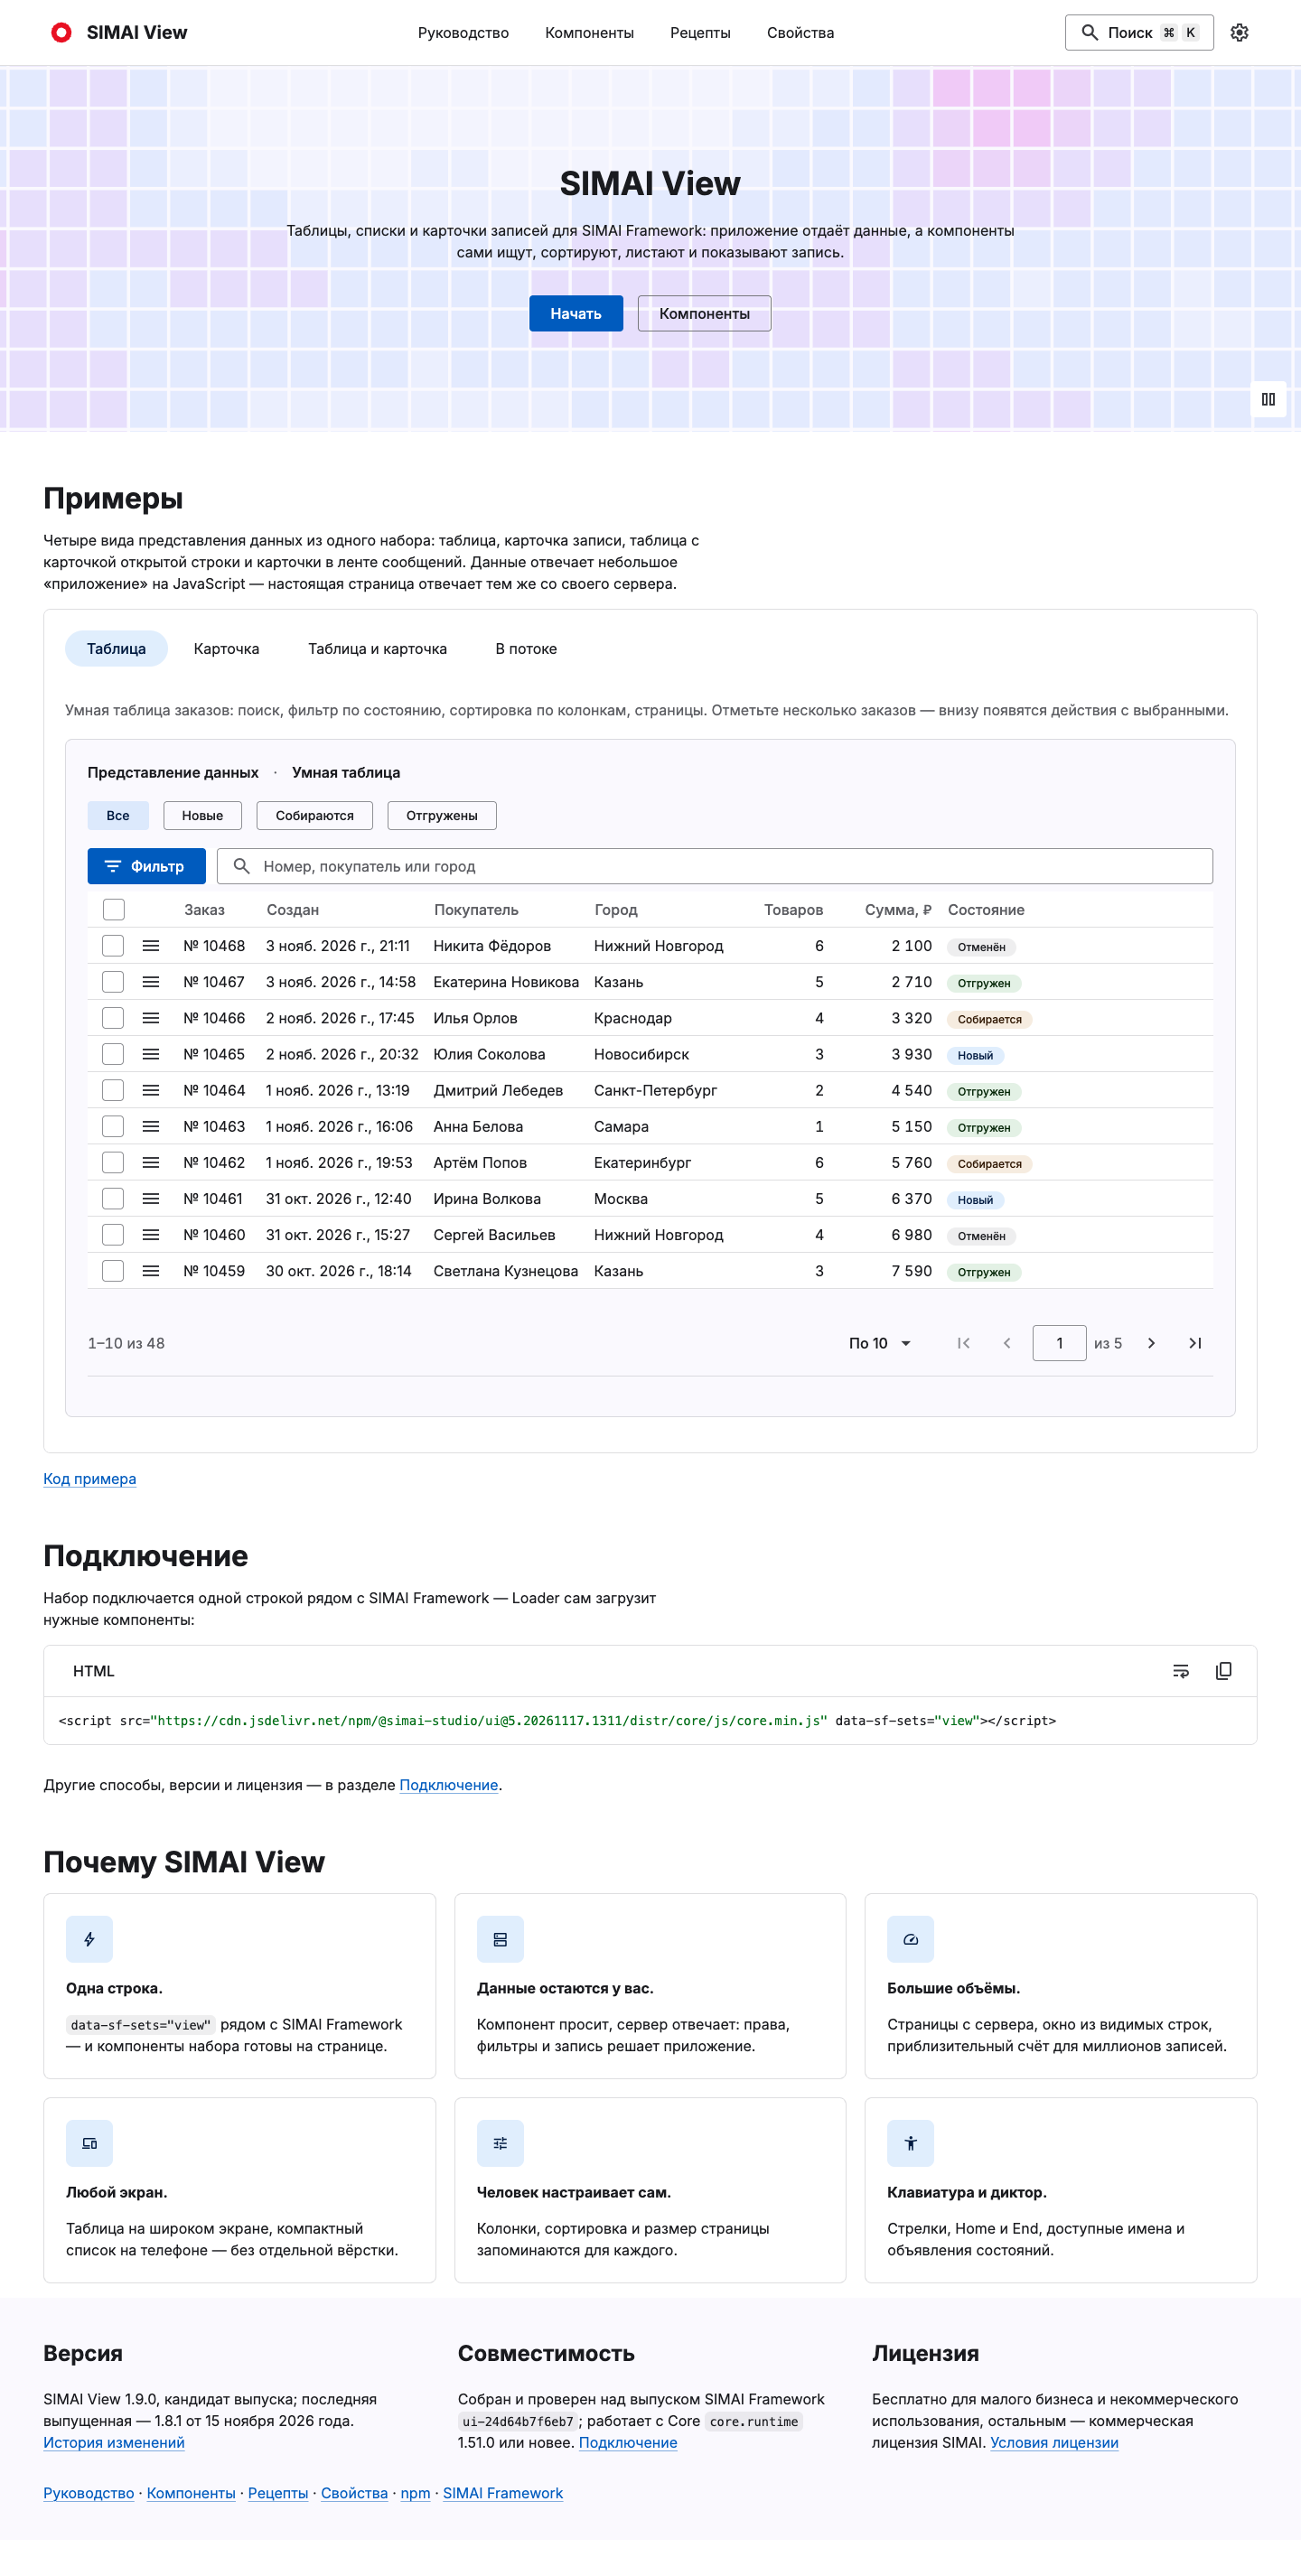 SIMAI View
Руководство
Компоненты
Рецепты
Свойства
Поиск ⌘ K
SIMAI View
Таблицы, списки и карточки записей для SIMAI Framework: приложение отдаёт данные, а компоненты
сами ищут, сортируют, листают и показывают запись.
Начать
Компоненты
Примеры
Четыре вида представления данных из одного набора: таблица, карточка записи, таблица с
карточкой открытой строки и карточки в ленте сообщений. Данные отвечает небольшое
«приложение» на JavaScript — настоящая страница отвечает тем же со своего сервера.
Таблица
Карточка
Таблица и карточка
В потоке
Умная таблица заказов: поиск, фильтр по состоянию, сортировка по колонкам, страницы. Отметьте несколько заказов — внизу появятся действия с выбранными.
Представление данных · Умная таблица
Все
Новые
Собираются
Отгружены
Фильтр
Номер, покупатель или город
Заказ Создан Покупатель Город Товаров Сумма, ₽ Состояние
№ 10468 3 нояб. 2026 г., 21:11 Никита Фёдоров Нижний Новгород 6 2 100 Отменён
№ 10467 3 нояб. 2026 г., 14:58 Екатерина Новикова Казань 5 2 710 Отгружен
№ 10466 2 нояб. 2026 г., 17:45 Илья Орлов Краснодар 4 3 320 Собирается
№ 10465 2 нояб. 2026 г., 20:32 Юлия Соколова Новосибирск 3 3 930 Новый
№ 10464 1 нояб. 2026 г., 13:19 Дмитрий Лебедев Санкт-Петербург 2 4 540 Отгружен
№ 10463 1 нояб. 2026 г., 16:06 Анна Белова Самара 1 5 150 Отгружен
№ 10462 1 нояб. 2026 г., 19:53 Артём Попов Екатеринбург 6 5 760 Собирается
№ 10461 31 окт. 2026 г., 12:40 Ирина Волкова Москва 5 6 370 Новый
№ 10460 31 окт. 2026 г., 15:27 Сергей Васильев Нижний Новгород 4 6 980 Отменён
№ 10459 30 окт. 2026 г., 18:14 Светлана Кузнецова Казань 3 7 590 Отгружен
1–10 из 48
По 10
1 из 5
Код примера
Подключение
Набор подключается одной строкой рядом с SIMAI Framework — Loader сам загрузит
нужные компоненты:
HTML
<script src="https://cdn.jsdelivr.net/npm/@simai-studio/ui@5.20261117.1311/distr/core/js/core.min.js" data-sf-sets="view"></script>
Другие способы, версии и лицензия — в разделе Подключение.
Почему SIMAI View
Одна строка.
data-sf-sets="view" рядом с SIMAI Framework
— и компоненты набора готовы на странице.
Данные остаются у вас.
Компонент просит, сервер отвечает: права,
фильтры и запись решает приложение.
Большие объёмы.
Страницы с сервера, окно из видимых строк,
приблизительный счёт для миллионов записей.
Любой экран.
Таблица на широком экране, компактный
список на телефоне — без отдельной вёрстки.
Человек настраивает сам.
Колонки, сортировка и размер страницы
запоминаются для каждого.
Клавиатура и диктор.
Стрелки, Home и End, доступные имена и
объявления состояний.
Версия
SIMAI View 1.9.0, кандидат выпуска; последняя
выпущенная — 1.8.1 от 15 ноября 2026 года.
История изменений
Совместимость
Собран и проверен над выпуском SIMAI Framework
ui-24d64b7f6eb7; работает с Core core.runtime
1.51.0 или новее. Подключение
Лицензия
Бесплатно для малого бизнеса и некоммерческого
использования, остальным — коммерческая
лицензия SIMAI. Условия лицензии
Руководство · Компоненты · Рецепты · Свойства · npm · SIMAI Framework